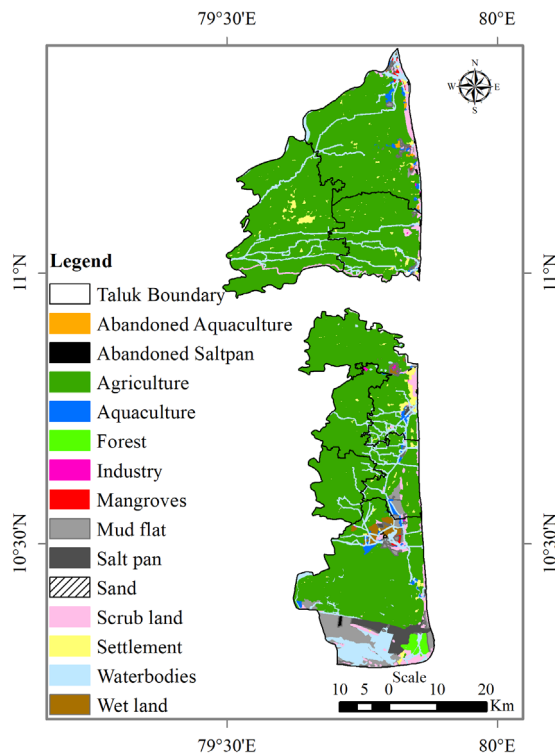 79°30'E
80°E
N
W
E
S
11°N
11°N
Legend
Taluk Boundary
Abandoned Aquaculture
Abandoned Saltpan
Agriculture
Aquaculture
Forest
Industry
Mangroves
Mud flat
Salt pan
Sand
Scrub land
Settlement
Waterbodies
Wet land
10°30'N
10°30'N
Scale
10 5 0 10 20
Km
79°30'E
80°E